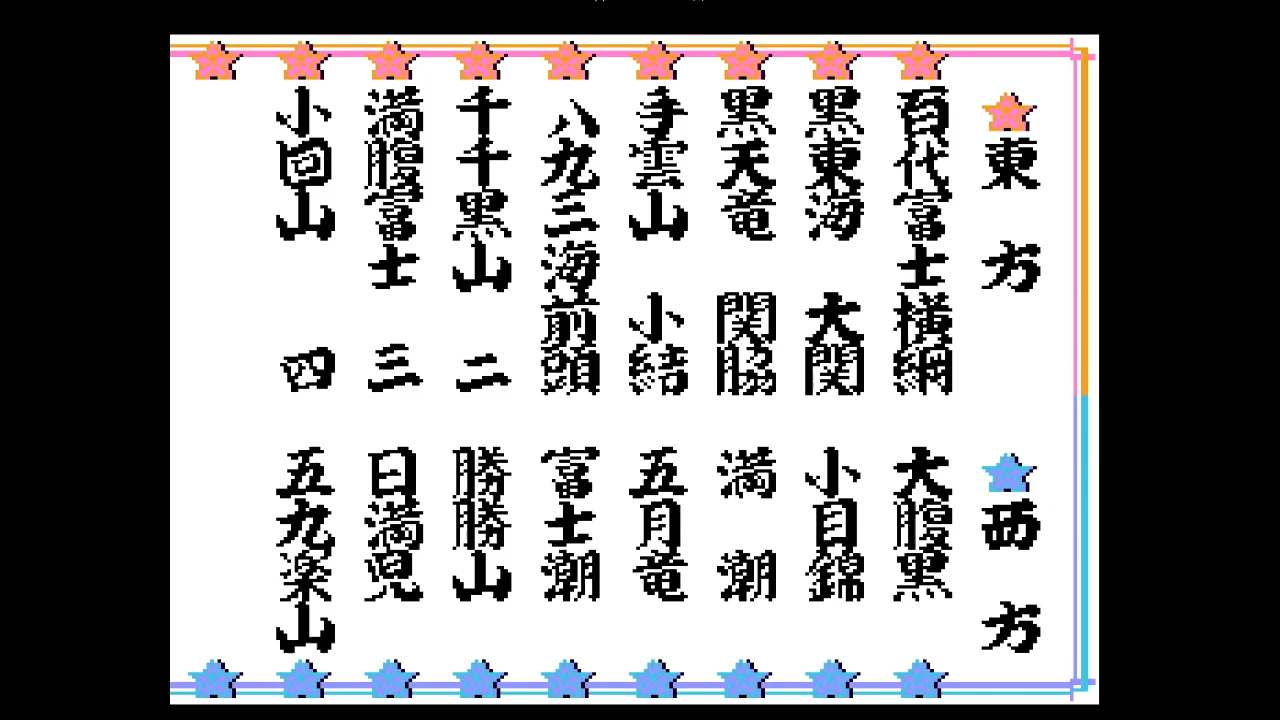 東方
百代富士 横綱
黒東海 大関
黒天竜 関脇
手雲山 小結
八九三海 前頭
千千黒山 二
満腹富士 三
小回山 四
西方
大腹黒
小目錦
満潮
五月竜
富士潮
勝勝山
日満児
五九楽山